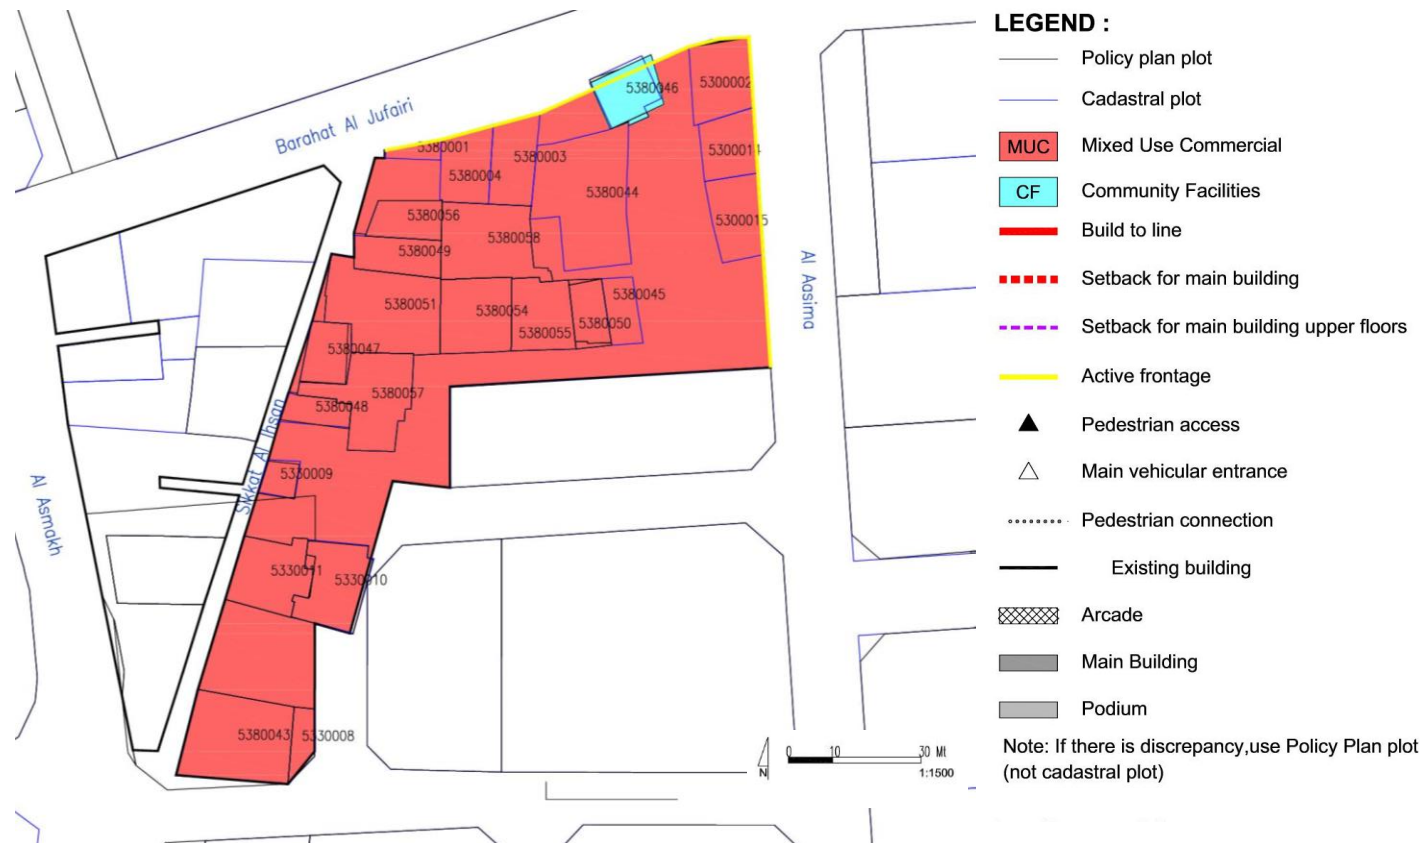 LEGEND :
Policy plan plot
Cadastral plot
MUC Mixed Use Commercial
CF Community Facilities
Build to line
Setback for main building
Setback for main building upper floors
Active frontage
Pedestrian access
Main vehicular entrance
Pedestrian connection
Existing building
Arcade
Main Building
Podium
Note: If there is discrepancy,use Policy Plan plot
(not cadastral plot)
Barahat Al Jufairi
Al Aasima
Sikkat Al Ihsan
Al Asmakh
5380046
5300002
5380001
5380003
5300014
5380004
5380044
5380056
5300015
5380058
5380049
5380045
5380051
5380054
5380050
5380055
5380047
5380057
5380048
5330009
5330011
5330010
5380043
5330008
0 10 30 Mt
N
1:1500